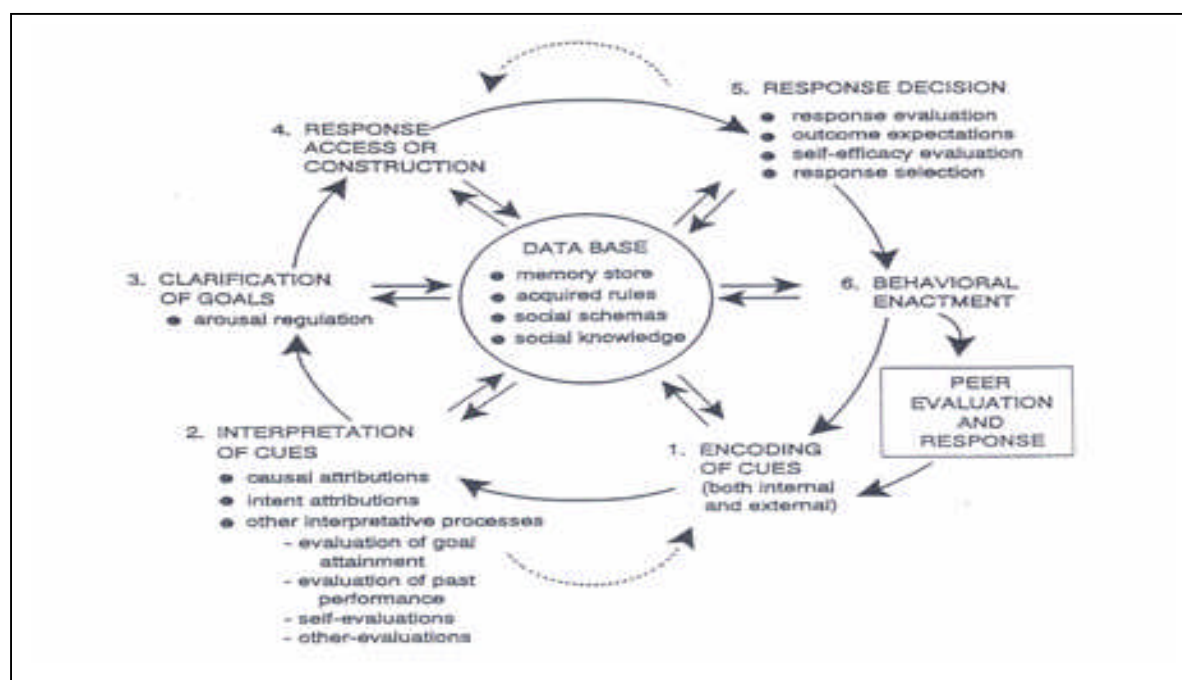 5. RESPONSE DECISION
● response evaluation
● outcome expectations
● self-efficacy evaluation
● response selection
4. RESPONSE
ACCESS OR
CONSTRUCTION
DATA BASE
● memory store
● acquired rules
● social schemas
● social knowledge
3. CLARIFICATION
OF GOALS
● arousal regulation
6. BEHAVIORAL
ENACTMENT
PEER
EVALUATION
AND
RESPONSE
2. INTERPRETATION
OF CUES
● causal attributions
● intent attributions
● other interpretative processes
- evaluation of goal
attainment
- evaluation of past
performance
- self-evaluations
- other-evaluations
1. ENCODING
OF CUES
(both internal
and external)